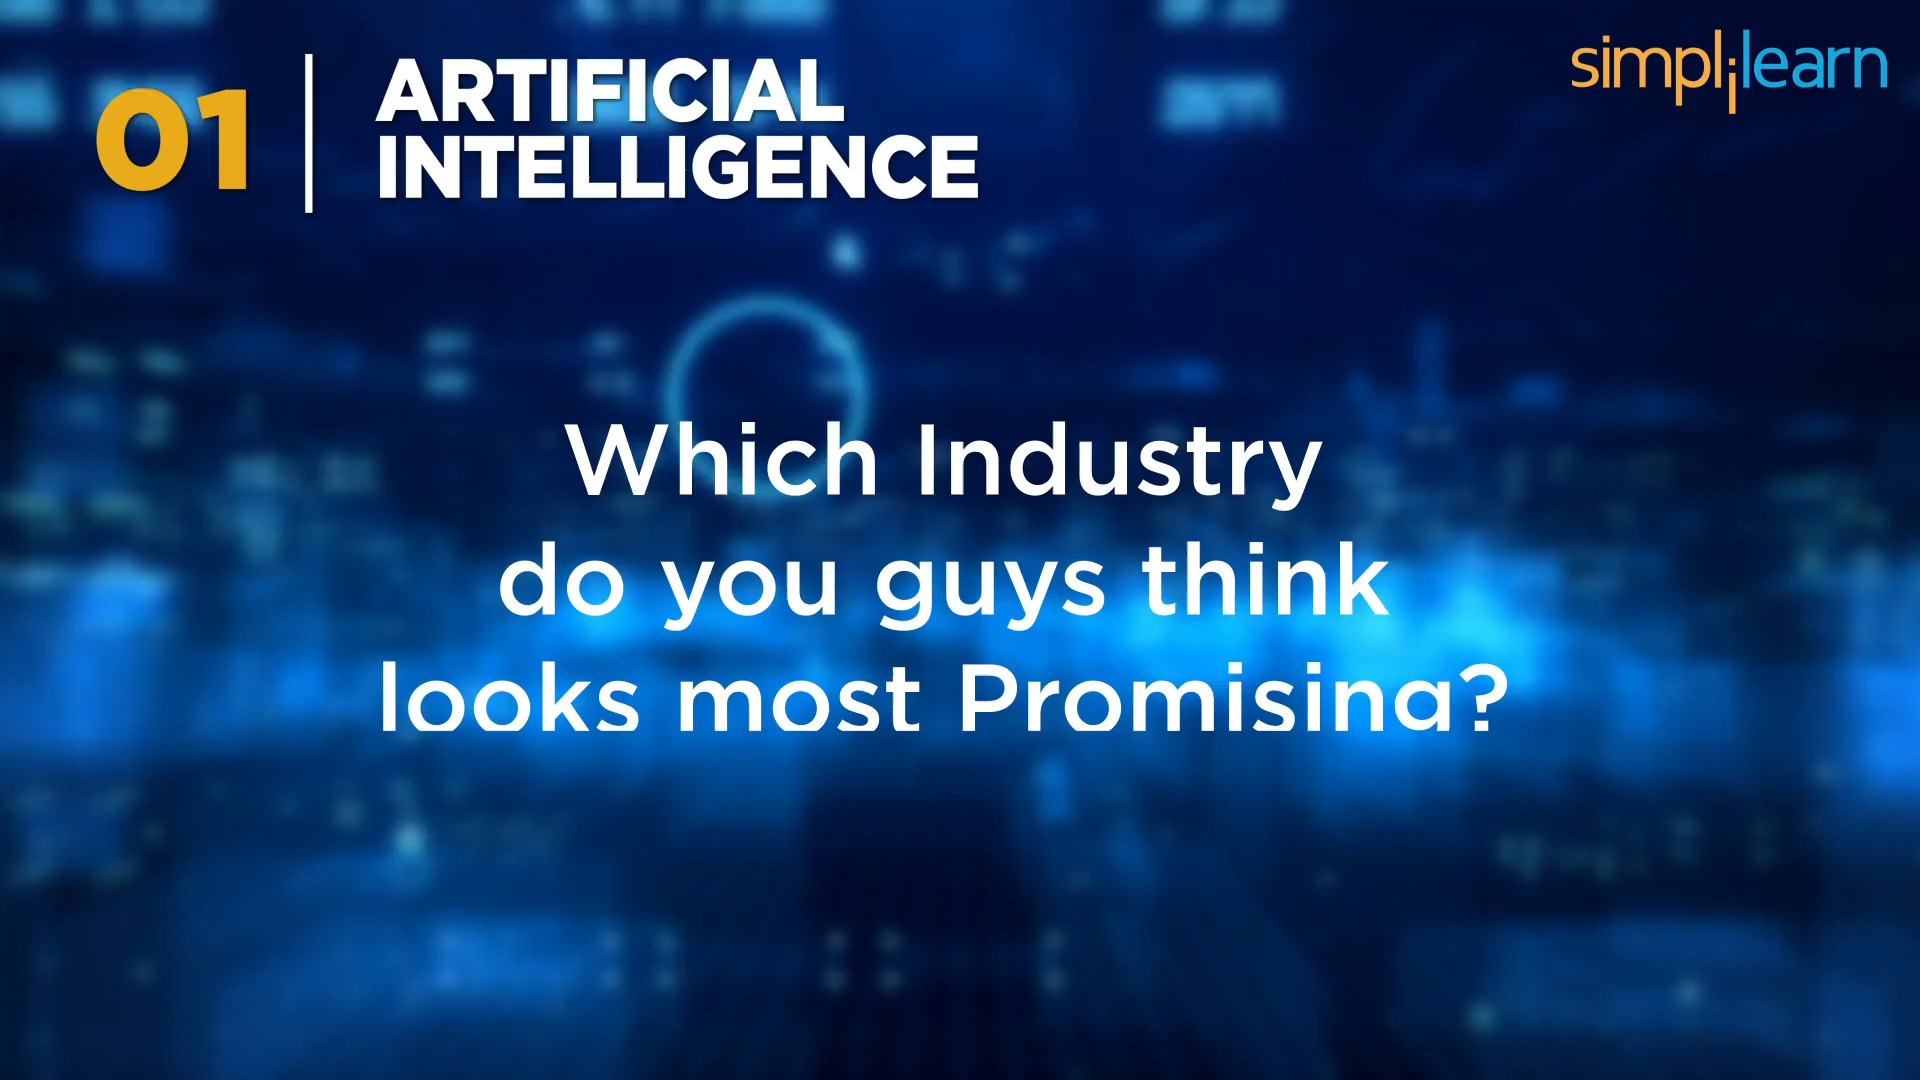 01
ARTIFICIAL
INTELLIGENCE
simplilearn
Which Industry
do you guys think
looks most Promising?